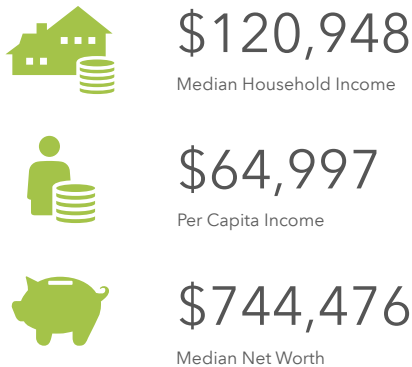 $120,948
Median Household Income
$64,997
Per Capita Income
$744,476
Median Net Worth